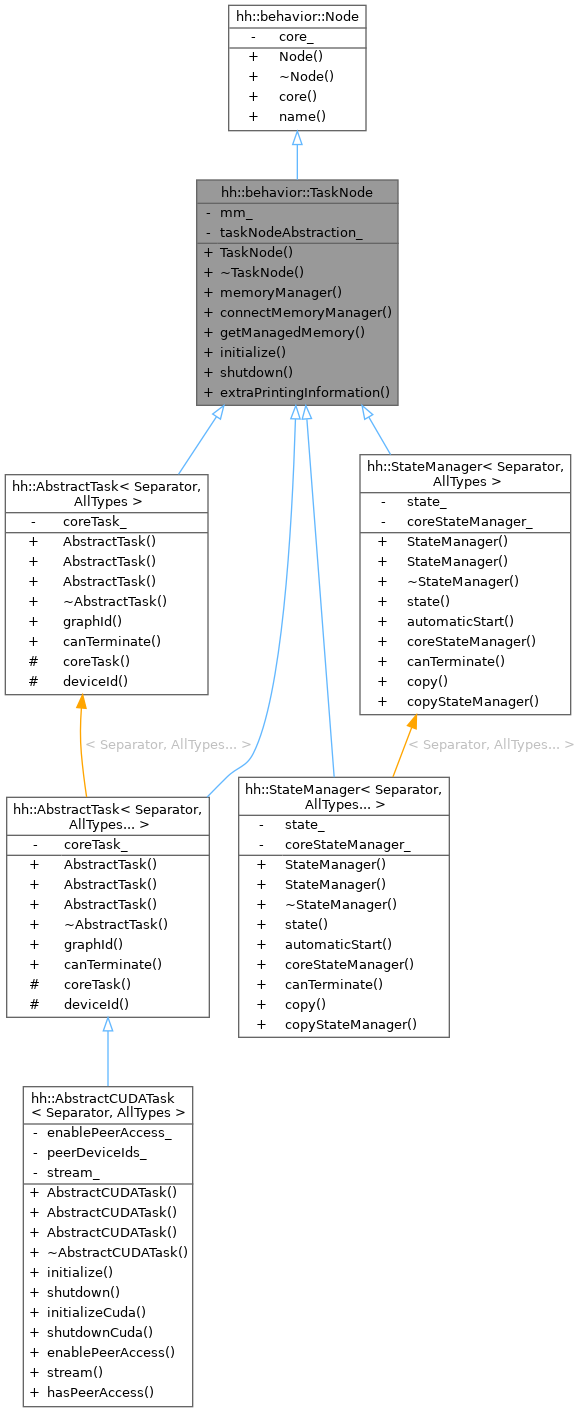 hh::behavior::Node
- core_
+ Node()
+ ~Node()
+ core()
+ name()
hh::behavior::TaskNode
- mm_
- taskNodeAbstraction_
+ TaskNode()
+ ~TaskNode()
+ memoryManager()
+ connectMemoryManager()
+ getManagedMemory()
+ initialize()
+ shutdown()
+ extraPrintingInformation()
hh::AbstractTask< Separator,
AllTypes >
- coreTask_
+ AbstractTask()
+ AbstractTask()
+ AbstractTask()
+ ~AbstractTask()
+ graphId()
+ canTerminate()
# coreTask()
# deviceId()
hh::StateManager< Separator,
AllTypes >
- state_
- coreStateManager_
+ StateManager()
+ StateManager()
+ ~StateManager()
+ state()
+ automaticStart()
+ coreStateManager()
+ canTerminate()
+ copy()
+ copyStateManager()
< Separator, AllTypes... >
< Separator, AllTypes... >
hh::AbstractTask< Separator,
AllTypes... >
- coreTask_
+ AbstractTask()
+ AbstractTask()
+ AbstractTask()
+ ~AbstractTask()
+ graphId()
+ canTerminate()
# coreTask()
# deviceId()
hh::StateManager< Separator,
AllTypes... >
- state_
- coreStateManager_
+ StateManager()
+ StateManager()
+ ~StateManager()
+ state()
+ automaticStart()
+ coreStateManager()
+ canTerminate()
+ copy()
+ copyStateManager()
hh::AbstractCUDATask
< Separator, AllTypes >
- enablePeerAccess_
- peerDeviceIds_
- stream_
+ AbstractCUDATask()
+ AbstractCUDATask()
+ AbstractCUDATask()
+ ~AbstractCUDATask()
+ initialize()
+ shutdown()
+ initializeCuda()
+ shutdownCuda()
+ enablePeerAccess()
+ stream()
+ hasPeerAccess()